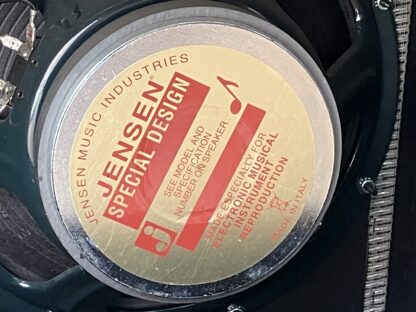 JENSEN MUSIC INDUSTRIES
JENSEN
SPECIAL DESIGN
SEE MODEL AND
SPECIFICATION
NUMBER ON SPEAKER
MADE ESPECIALLY FOR
ELECTRONIC MUSICAL
INSTRUMENT
REPRODUCTION
MADE IN ITALY